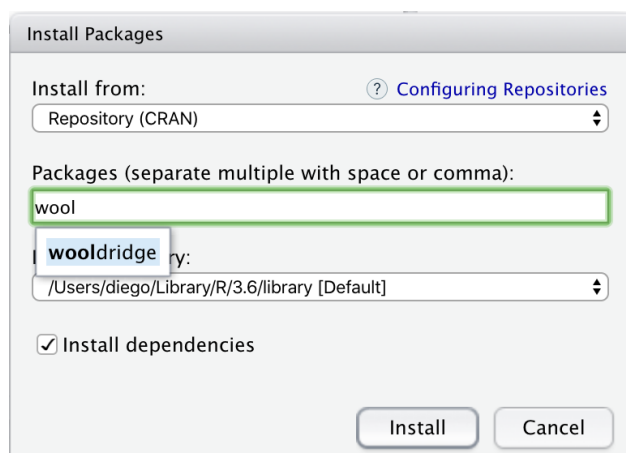 Install Packages
Install from:
? Configuring Repositories
Repository (CRAN)
Packages (separate multiple with space or comma):
wool
wooldridge
ry:
/Users/diego/Library/R/3.6/library [Default]
Install dependencies
Install
Cancel